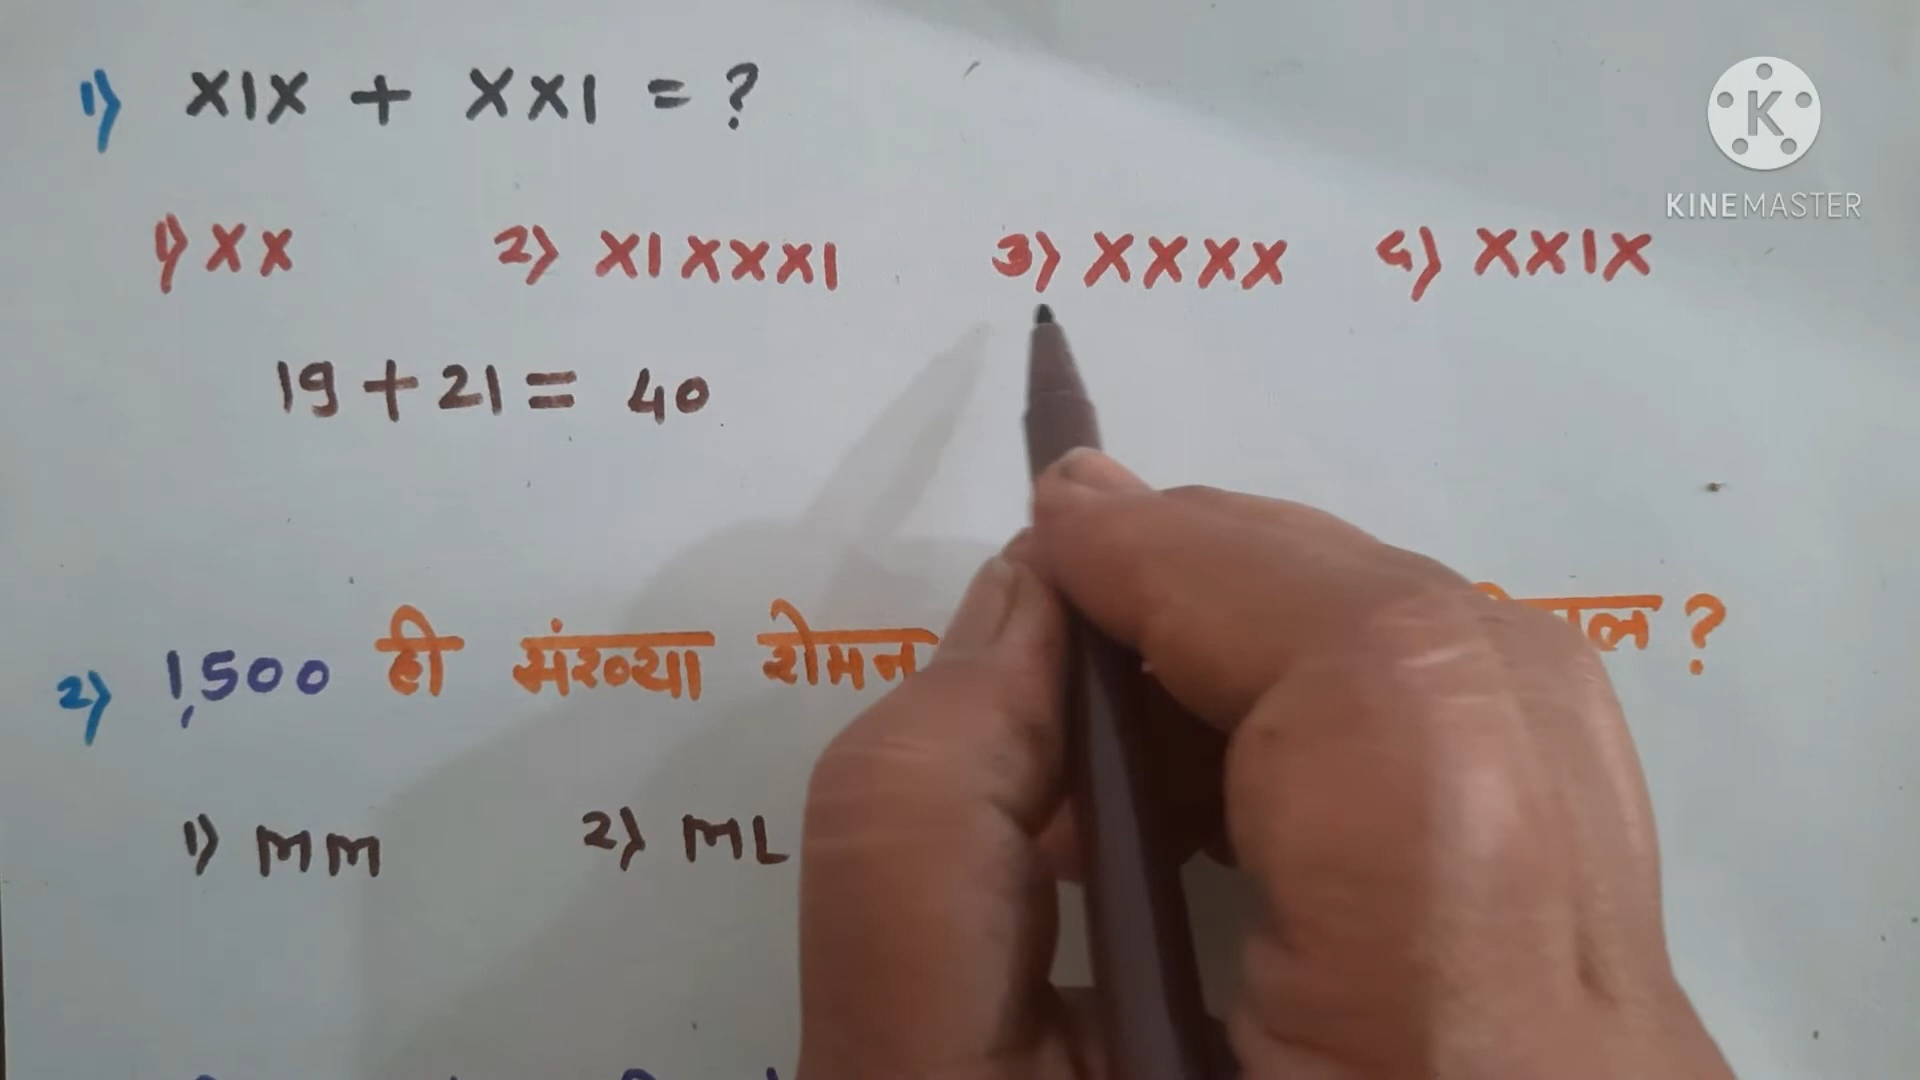 1) XIX + XXI = ?
K
KINEMASTER
1) XX 2) XIXXXI 3) XXXX 4) XXIX
19 + 21 = 40
2) 1,500 ही संख्या रोमन ?
1) MM 2) ML